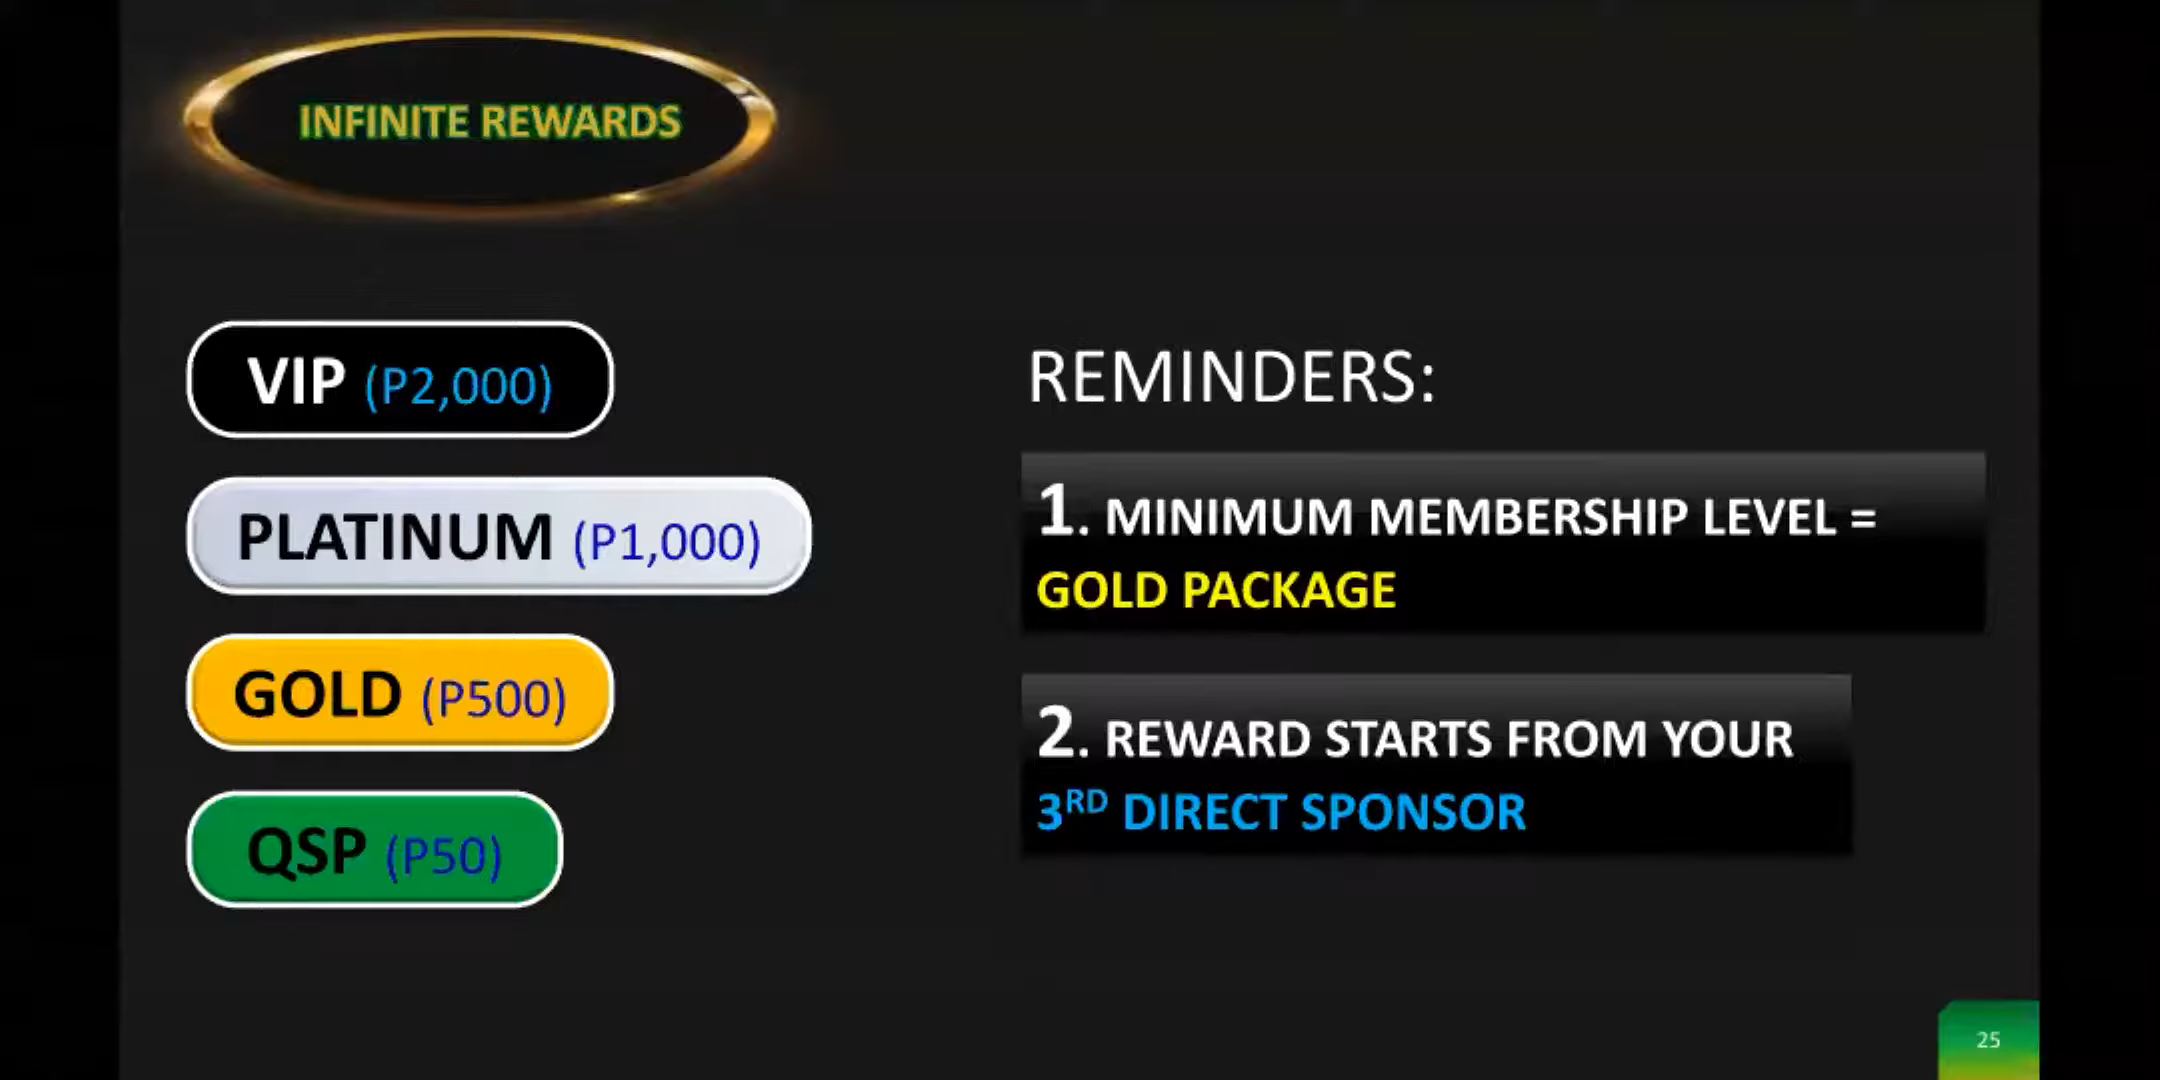 INFINITE REWARDS
VIP (P2,000)
PLATINUM (P1,000)
GOLD (P500)
QSP (P50)
REMINDERS:
1. MINIMUM MEMBERSHIP LEVEL =
GOLD PACKAGE
2. REWARD STARTS FROM YOUR
3RD DIRECT SPONSOR
25